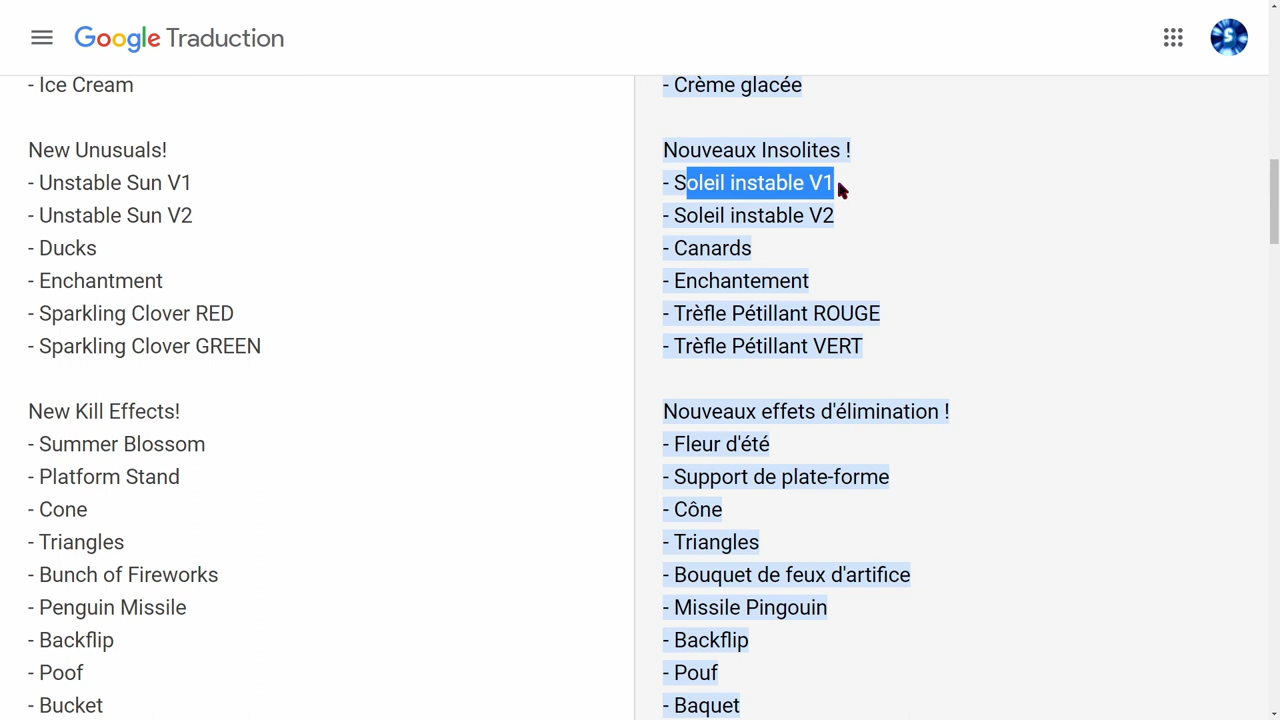 Google Traduction
- Ice Cream
New Unusuals!
- Unstable Sun V1
- Unstable Sun V2
- Ducks
- Enchantment
- Sparkling Clover RED
- Sparkling Clover GREEN
New Kill Effects!
- Summer Blossom
- Platform Stand
- Cone
- Triangles
- Bunch of Fireworks
- Penguin Missile
- Backflip
- Poof
- Bucket
- Crème glacée
Nouveaux Insolites !
- Soleil instable V1
- Soleil instable V2
- Canards
- Enchantement
- Trèfle Pétillant ROUGE
- Trèfle Pétillant VERT
Nouveaux effets d'élimination !
- Fleur d'été
- Support de plate-forme
- Cône
- Triangles
- Bouquet de feux d'artifice
- Missile Pingouin
- Backflip
- Pouf
- Baquet
S